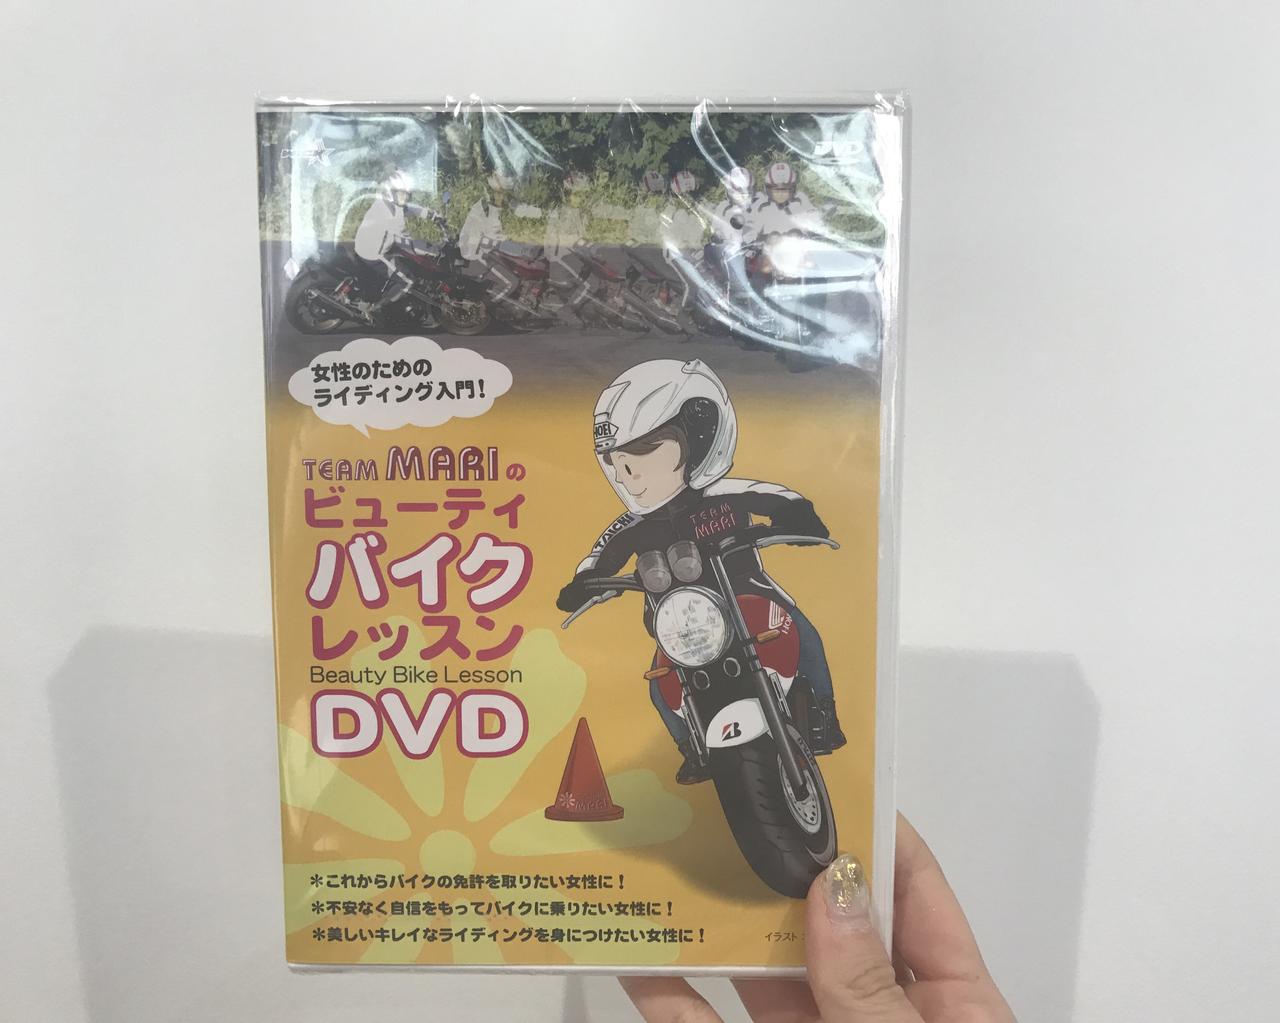 DVD
女性のための
ライディング入門!
TEAM MARIの
ビューティ
バイク
レッスン
Beauty Bike Lesson
DVD
HOEI
TAICHI
TEAM
MARI
HON
B
MARI
*これからバイクの免許を取りたい女性に!
*不安なく自信をもってバイクに乗りたい女性に!
*美しいキレイなライディングを身につけたい女性に!
イラスト